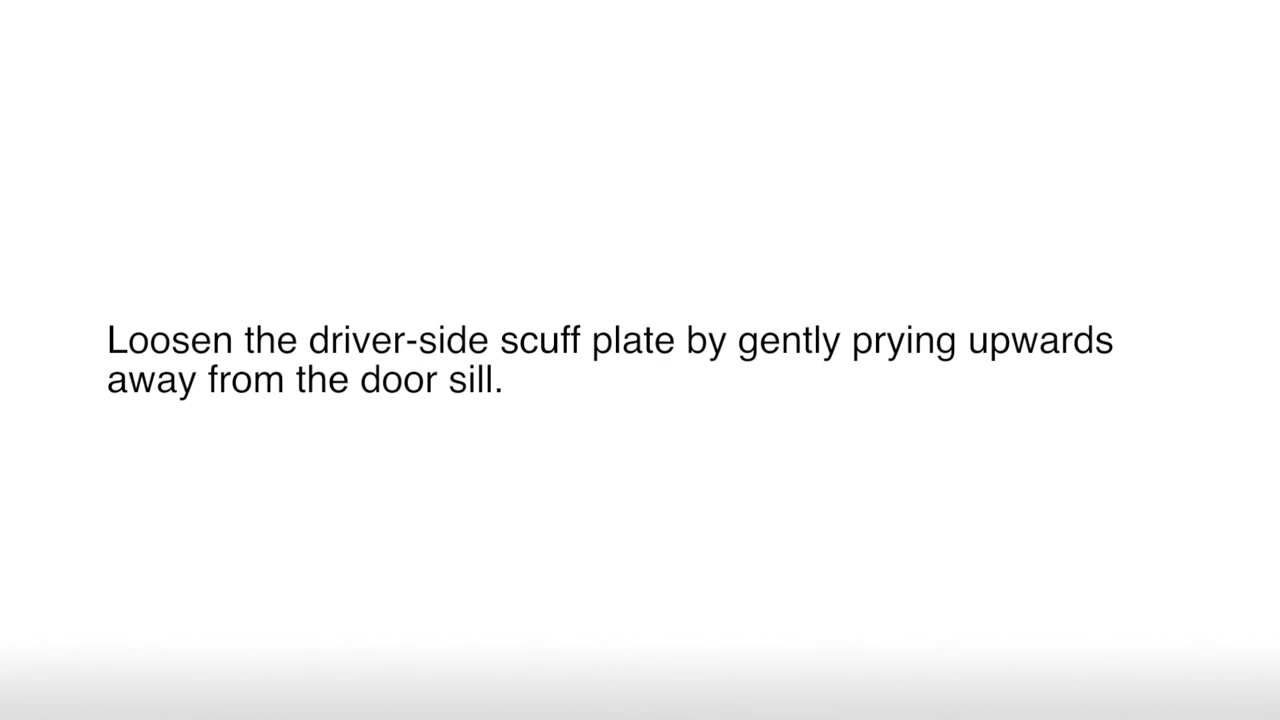 Loosen the driver-side scuff plate by gently prying upwards
away from the door sill.